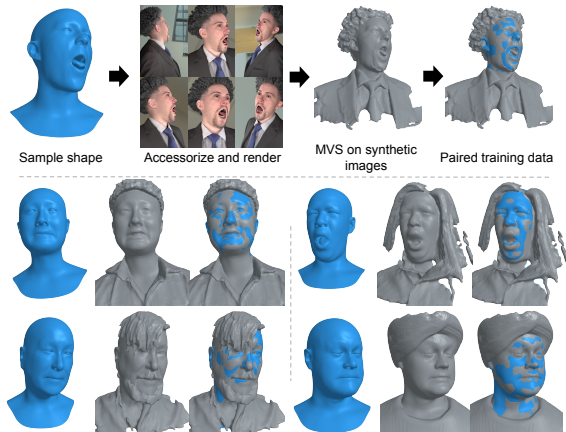 Sample shape
Accessorize and render
MVS on synthetic
images
Paired training data